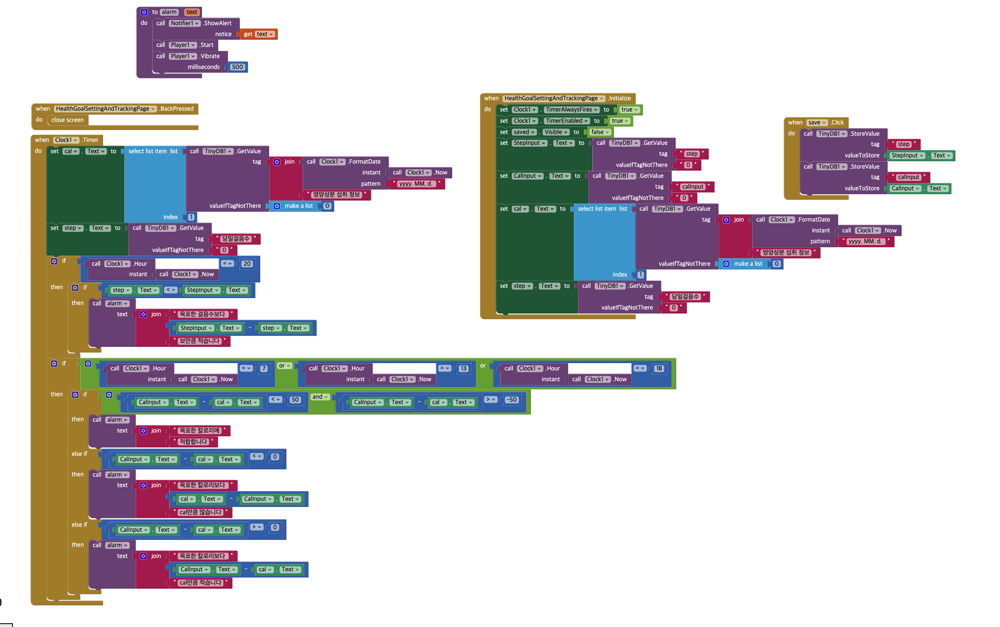 to alarm text
do call Notifier1 .ShowAlert
notice get text
call Player1 .Start
call Player1 .Vibrate
milliseconds 500
when HealthGoalSettingAndTrackingPage .BackPressed
do close screen
when Clock1 .Timer
do set cal . Text to select list item list call TinyDB1 .GetValue
tag join call Clock1 .FormatDate
instant call Clock1 .Now
pattern “ yyyy. MM. d. ”
“ 영양성분 섭취 정보 ”
valueIfTagNotThere make a list 0
index 1
set step . Text to call TinyDB1 .GetValue
tag “ 당일걸음수 ”
valueIfTagNotThere “ 0 ”
if call Clock1 .Hour = 20
instant call Clock1 .Now
then if step . Text < StepInput . Text
then call alarm
text join “ 목표한 걸음수보다 ”
StepInput . Text - step . Text
“ 보만큼 적습니다 ”
if call Clock1 .Hour = 7 or call Clock1 .Hour = 13 or call Clock1 .Hour = 18
instant call Clock1 .Now instant call Clock1 .Now instant call Clock1 .Now
then if CalInput . Text - cal . Text < 50 and CalInput . Text - cal . Text > -50
then call alarm
text join “ 목표한 칼로리에 ”
“ 적합합니다 ”
else if CalInput . Text - cal . Text < 0
then call alarm
text join “ 목표한 칼로리보다 ”
cal . Text - CalInput . Text
“ cal만큼 많습니다 ”
else if CalInput . Text - cal . Text > 0
then call alarm
text join “ 목표한 칼로리보다 ”
CalInput . Text - cal . Text
“ cal만큼 적습니다 ”
when HealthGoalSettingAndTrackingPage .Initialize
do set Clock1 . TimerAlwaysFires to true
set Clock1 . TimerEnabled to true
set saved . Visible to false
set StepInput . Text to call TinyDB1 .GetValue
tag “ step ”
valueIfTagNotThere “ 0 ”
set CalInput . Text to call TinyDB1 .GetValue
tag “ calInput ”
valueIfTagNotThere “ 0 ”
set cal . Text to select list item list call TinyDB1 .GetValue
tag join call Clock1 .FormatDate
instant call Clock1 .Now
pattern “ yyyy. MM. d. ”
“ 영양성분 섭취 정보 ”
valueIfTagNotThere make a list 0
index 1
set step . Text to call TinyDB1 .GetValue
tag “ 당일걸음수 ”
valueIfTagNotThere “ 0 ”
when save .Click
do call TinyDB1 .StoreValue
tag “ step ”
valueToStore StepInput . Text
call TinyDB1 .StoreValue
tag “ calInput ”
valueToStore CalInput . Text